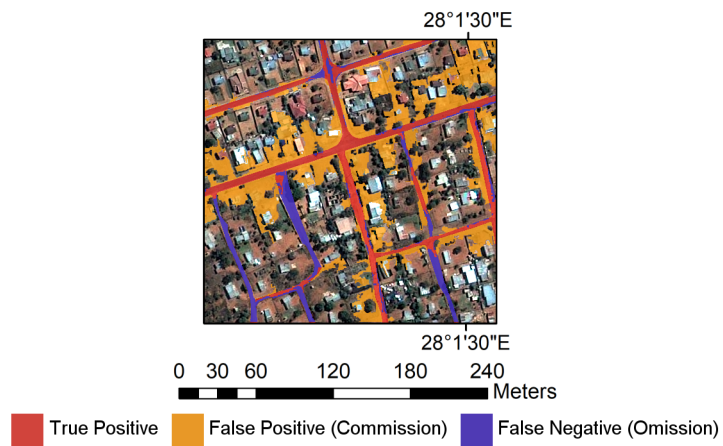 28°1'30"E
28°1'30"E
0 30 60 120 180 240
Meters
True Positive False Positive (Commission) False Negative (Omission)